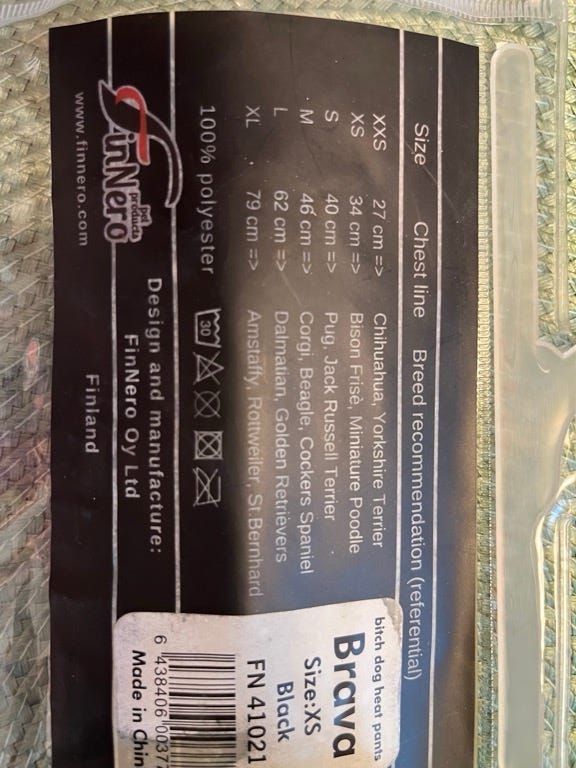 Size Chest line Breed recommendation (referential)
XXS 27 cm => Chihuahua, Yorkshire Terrier
XS 34 cm => Bison Frisè, Miniature Poodle
S 40 cm => Pug, Jack Russell Terrier
M 46 cm => Corgi, Beagle, Cockers Spaniel
L 62 cm => Dalmatian, Golden Retrievers
XL 79 cm => Amstaffy, Rottweiler, St.Bernhard
100% polyester
30
FinNero
pet products
www.finnero.com
Design and manufacture:
FinNero Oy Ltd
Finland
bitch dog heat pants
Brava
Size:XS
Black
FN 41021
6 438406 0037
Made in Chin